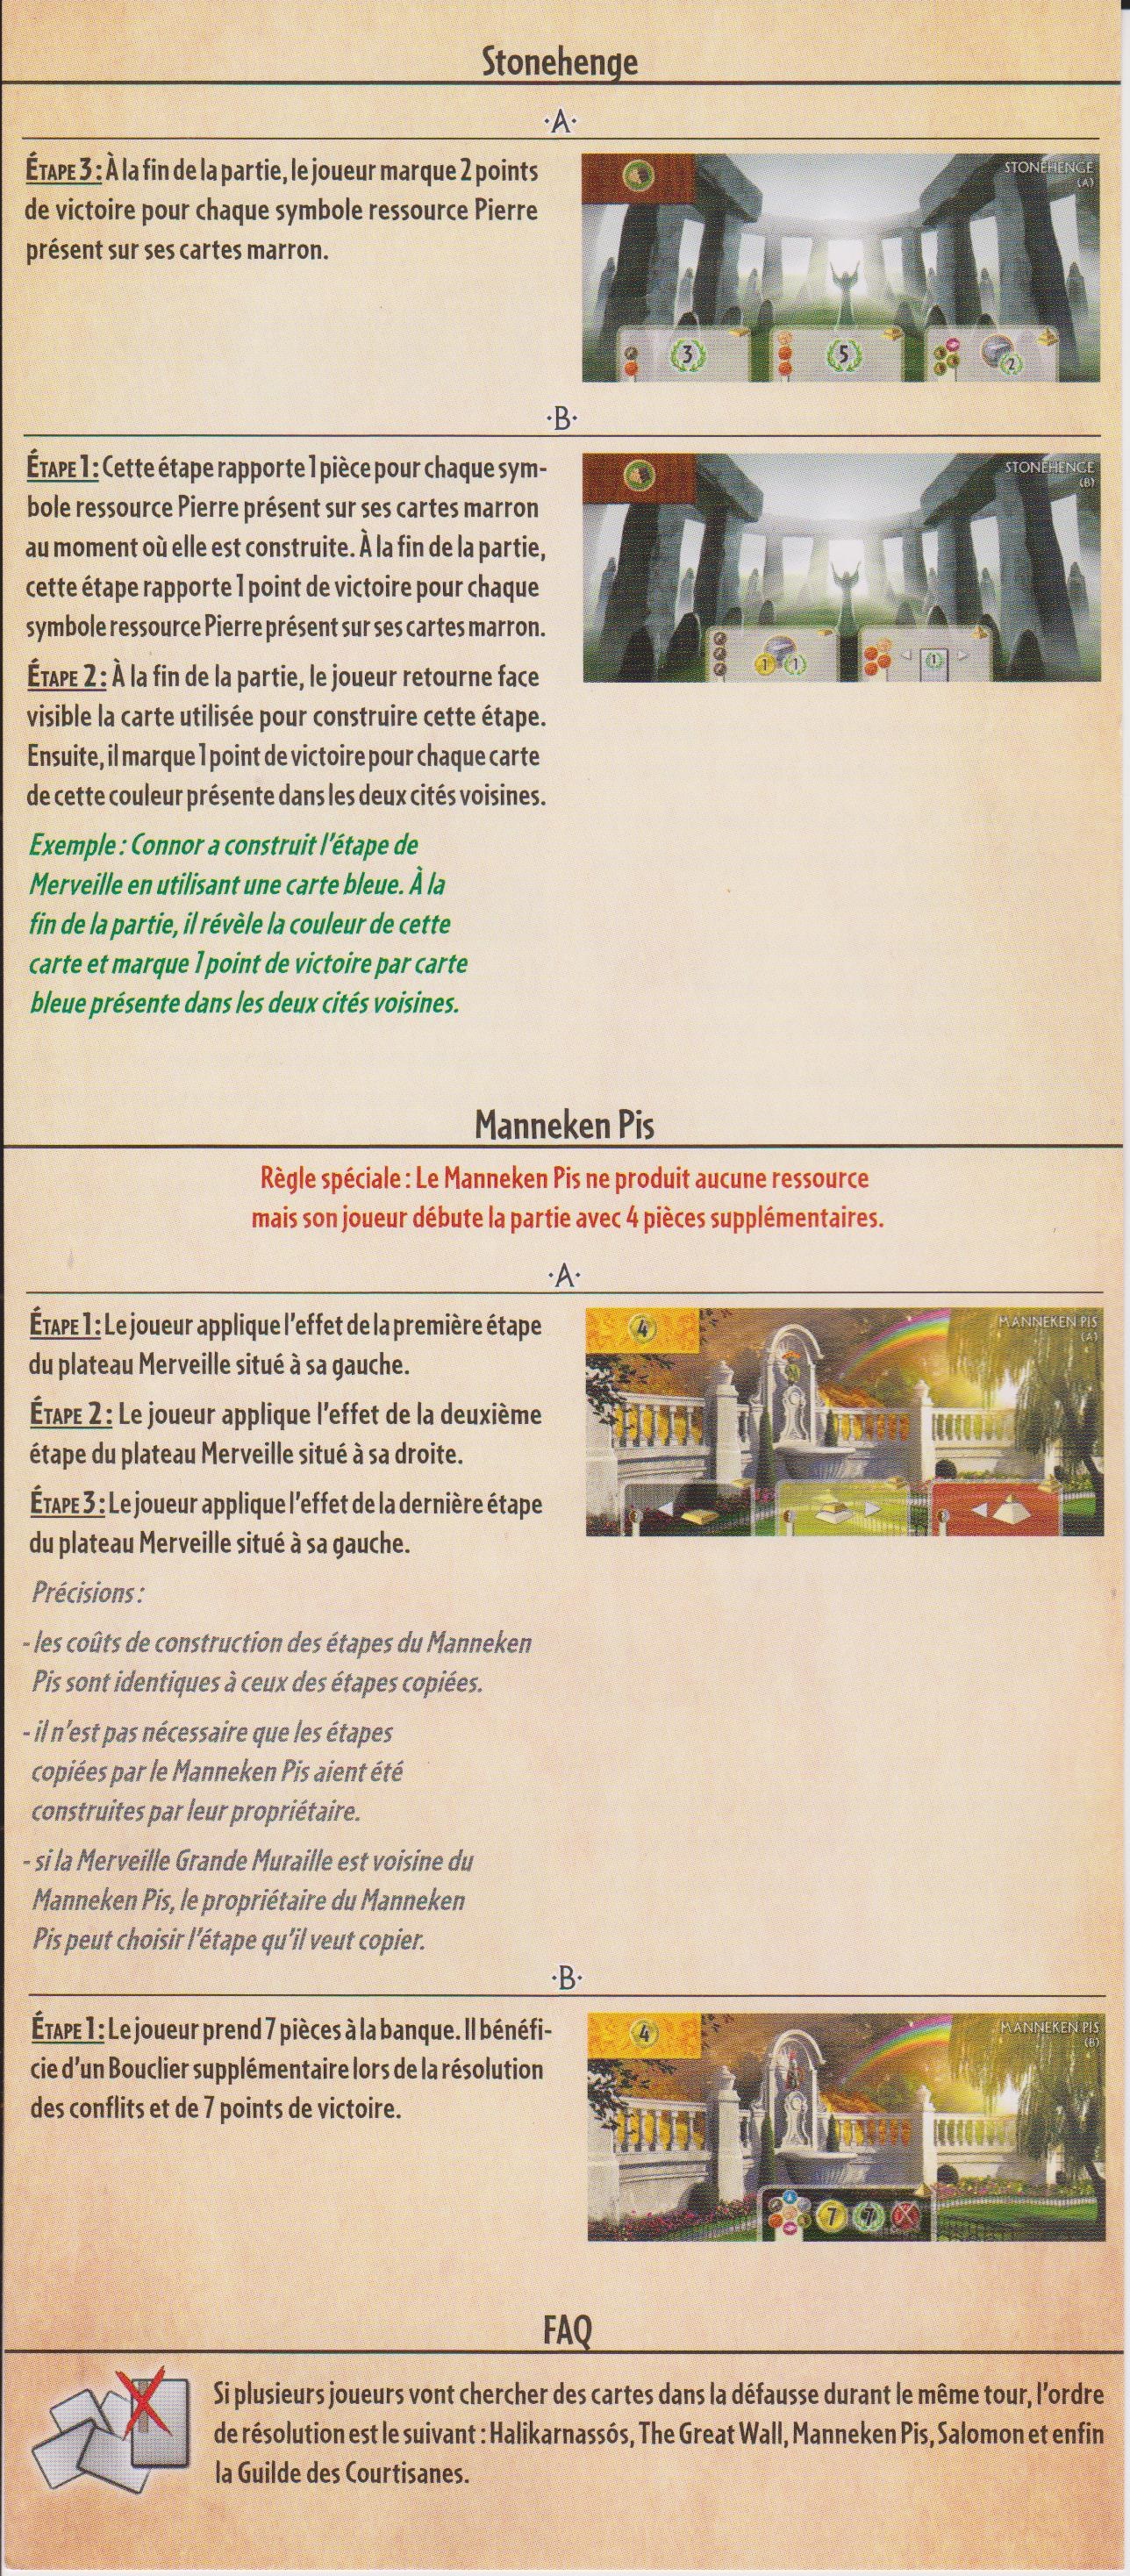 Stonehenge
·A·
ÉTAPE 3 : À la fin de la partie, le joueur marque 2 points
de victoire pour chaque symbole ressource Pierre
présent sur ses cartes marron.
STONEHENGE
(A)
3
5
2
·B·
ÉTAPE 1 : Cette étape rapporte 1 pièce pour chaque sym-
bole ressource Pierre présent sur ses cartes marron
au moment où elle est construite. À la fin de la partie,
cette étape rapporte 1 point de victoire pour chaque
symbole ressource Pierre présent sur ses cartes marron.
ÉTAPE 2 : À la fin de la partie, le joueur retourne face
visible la carte utilisée pour construire cette étape.
Ensuite, il marque 1 point de victoire pour chaque carte
de cette couleur présente dans les deux cités voisines.
Exemple : Connor a construit l'étape de
Merveille en utilisant une carte bleue. À la
fin de la partie, il révèle la couleur de cette
carte et marque 1 point de victoire par carte
bleue présente dans les deux cités voisines.
STONEHENGE
(B)
1 1
1
Manneken Pis
Règle spéciale : Le Manneken Pis ne produit aucune ressource
mais son joueur débute la partie avec 4 pièces supplémentaires.
·A·
ÉTAPE 1 : Le joueur applique l'effet de la première étape
du plateau Merveille situé à sa gauche.
ÉTAPE 2 : Le joueur applique l'effet de la deuxième
étape du plateau Merveille situé à sa droite.
ÉTAPE 3 : Le joueur applique l'effet de la dernière étape
du plateau Merveille situé à sa gauche.
Précisions :
- les coûts de construction des étapes du Manneken
Pis sont identiques à ceux des étapes copiées.
- il n'est pas nécessaire que les étapes
copiées par le Manneken Pis aient été
construites par leur propriétaire.
- si la Merveille Grande Muraille est voisine du
Manneken Pis, le propriétaire du Manneken
Pis peut choisir l'étape qu'il veut copier.
4
MANNEKEN PIS
(A)
·B·
ÉTAPE 1 : Le joueur prend 7 pièces à la banque. Il bénéfi-
cie d'un Bouclier supplémentaire lors de la résolution
des conflits et de 7 points de victoire.
4
MANNEKEN PIS
(B)
7 7
FAQ
Si plusieurs joueurs vont chercher des cartes dans la défausse durant le même tour, l'ordre
de résolution est le suivant : Halikarnassós, The Great Wall, Manneken Pis, Salomon et enfin
la Guilde des Courtisanes.